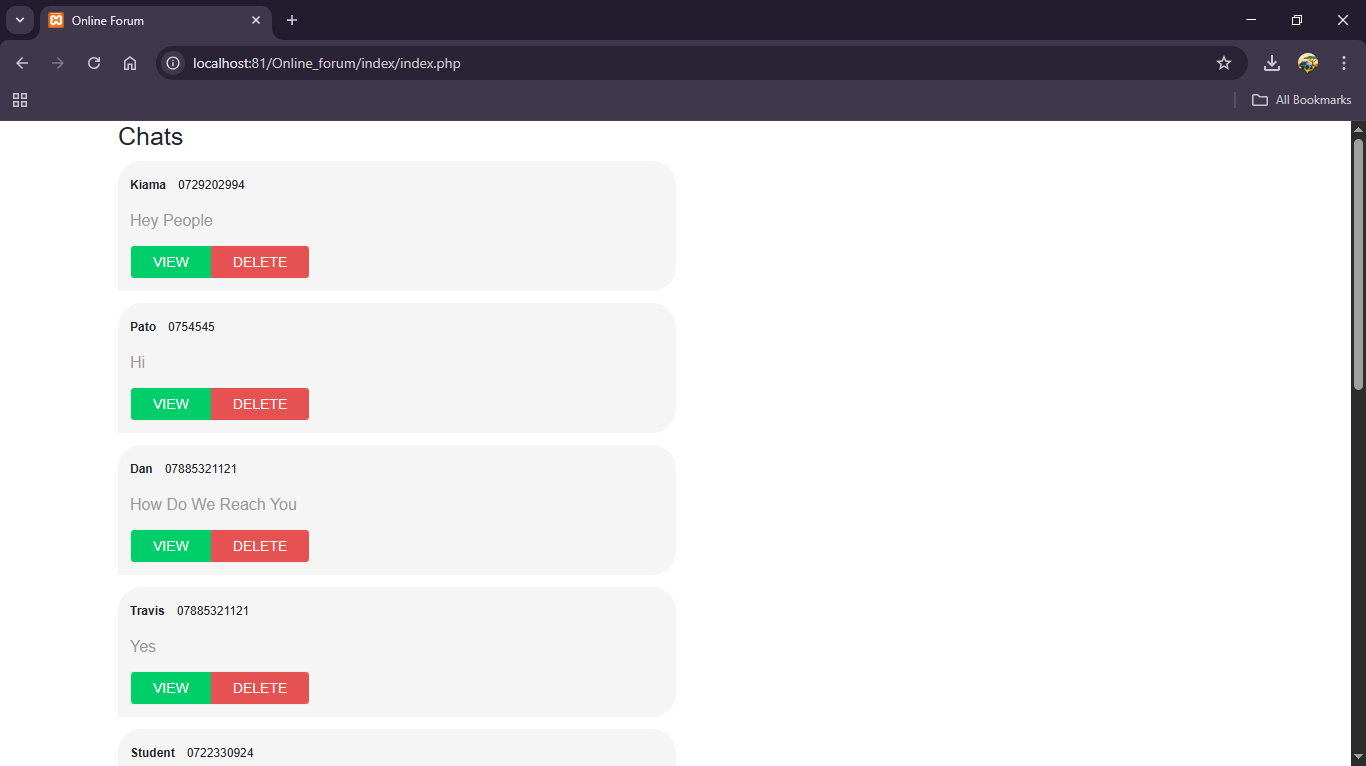 Online Forum
localhost:81/Online_forum/index/index.php
All Bookmarks
Chats
Kiama 0729202994
Hey People
VIEW DELETE
Pato 0754545
Hi
VIEW DELETE
Dan 07885321121
How Do We Reach You
VIEW DELETE
Travis 07885321121
Yes
VIEW DELETE
Student 0722330924